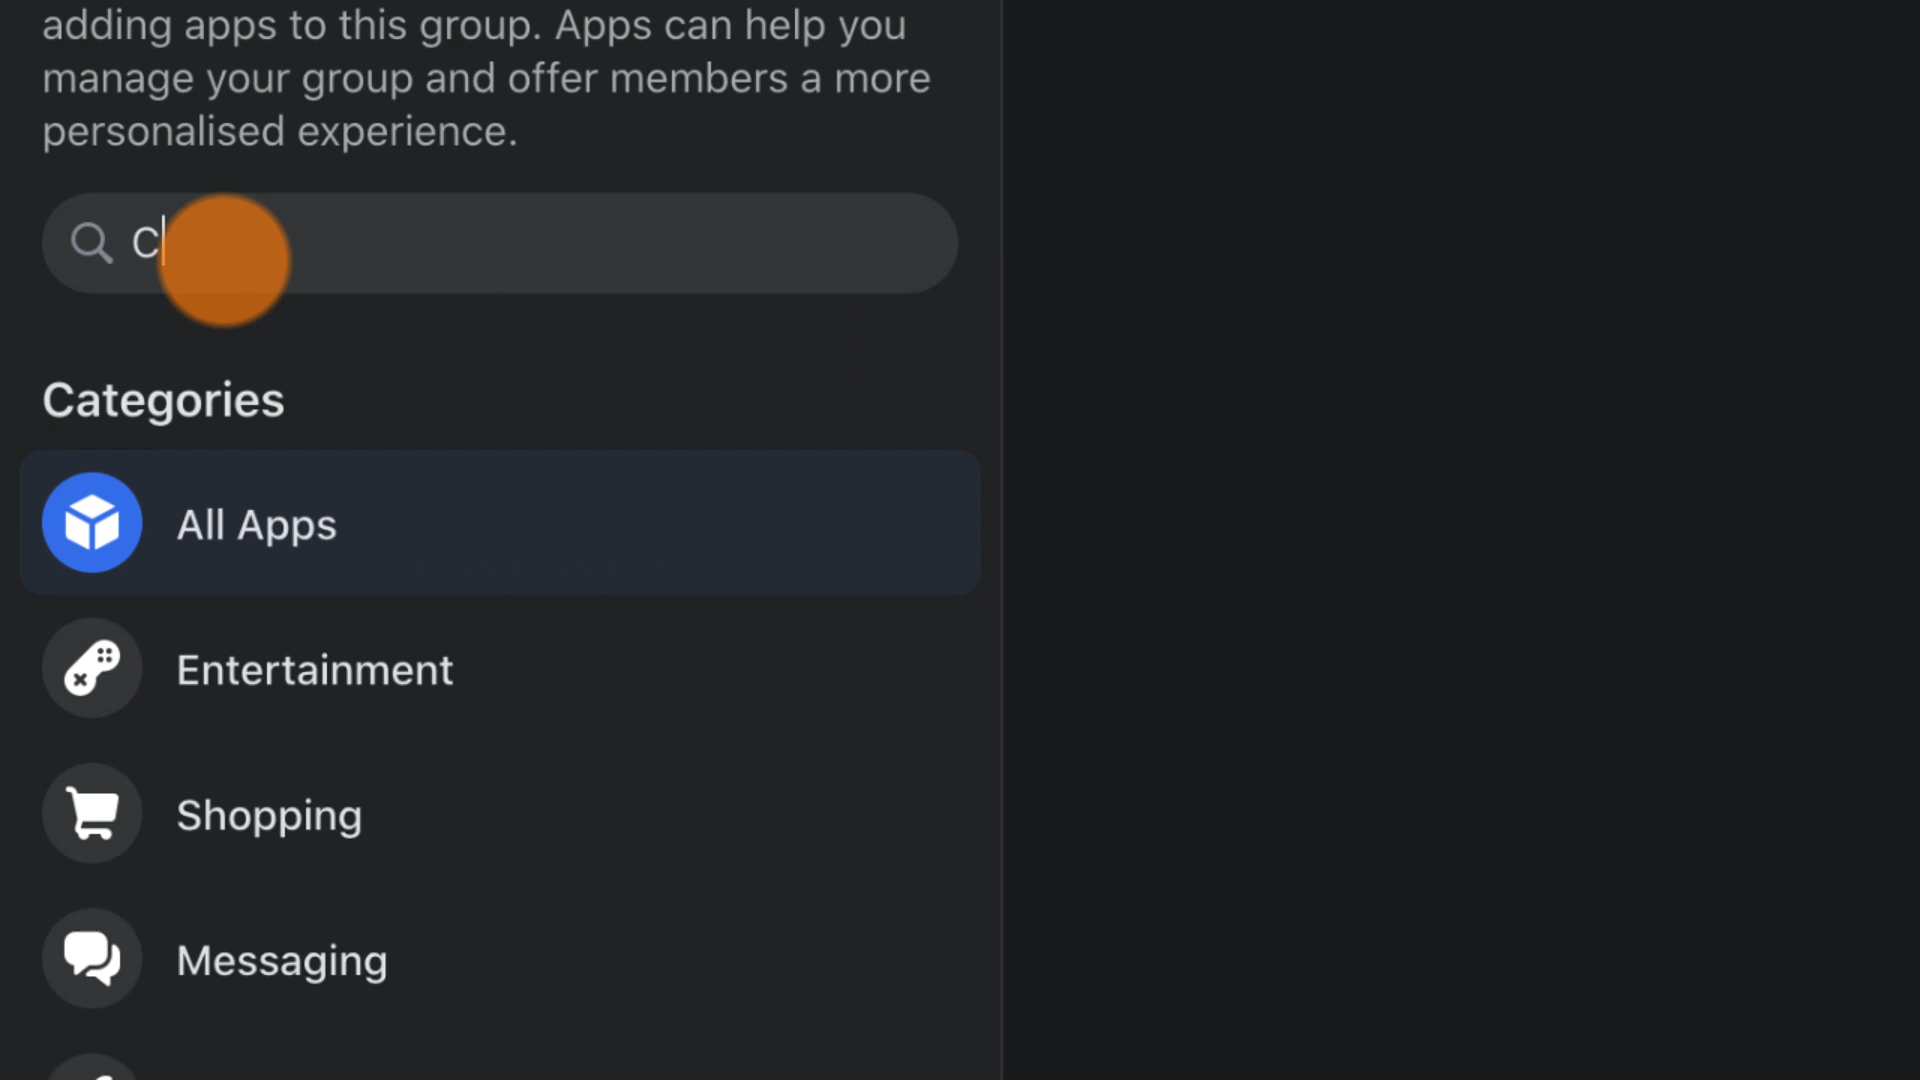 adding apps to this group. Apps can help you
manage your group and offer members a more
personalised experience.
C
Categories
All Apps
Entertainment
Shopping
Messaging